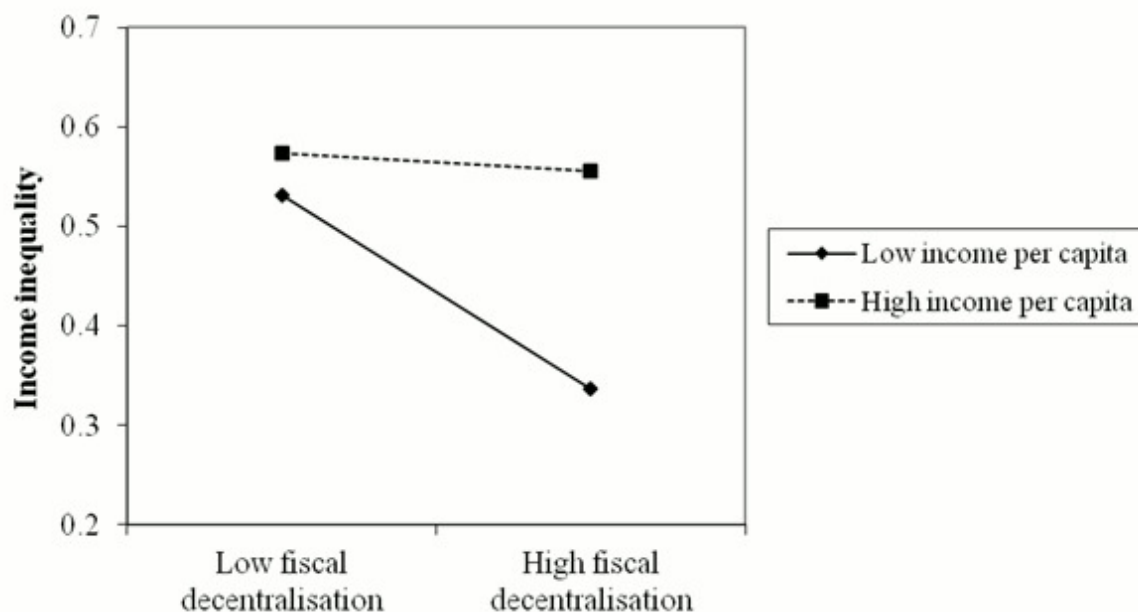 0.7
0.6
0.5
0.4
0.3
0.2
Income inequality
Low fiscal
decentralisation
High fiscal
decentralisation
Low income per capita
High income per capita